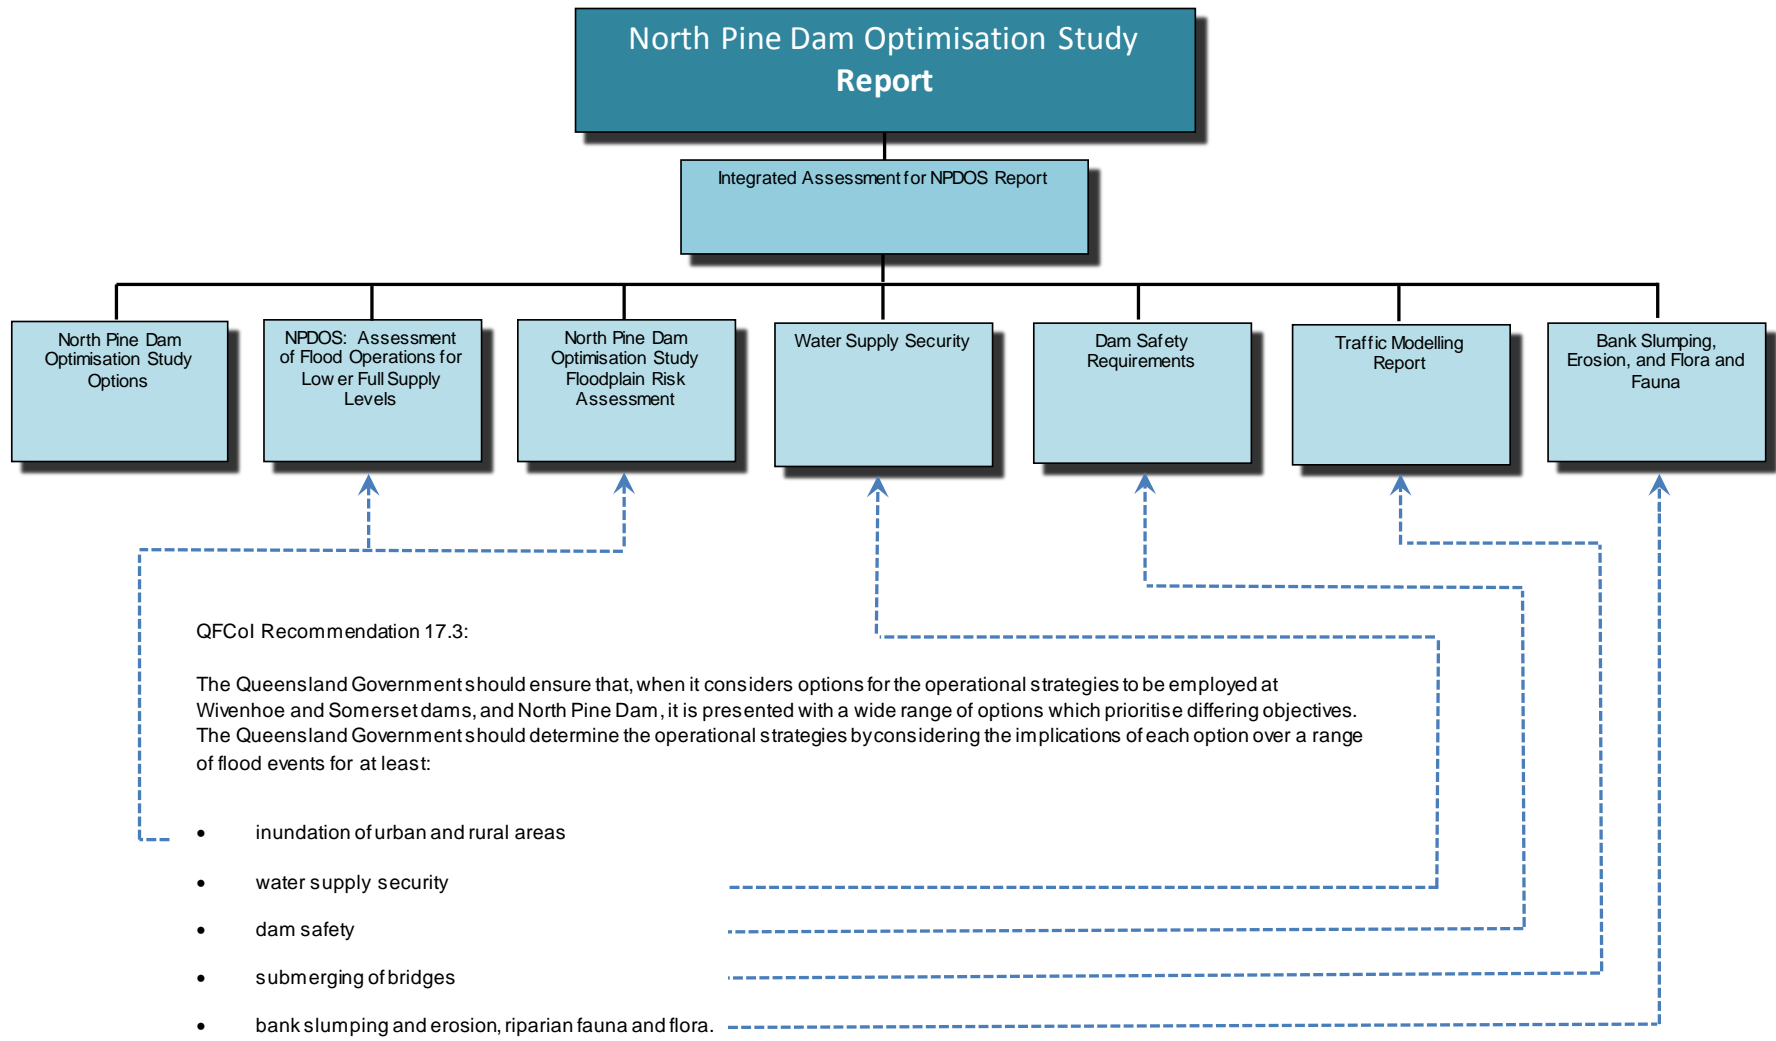 North Pine Dam Optimisation Study
Report
Integrated Assessment for NPDOS Report
North Pine Dam
Optimisation Study
Options
NPDOS: Assessment
of Flood Operations for
Lower Full Supply
Levels
North Pine Dam
Optimisation Study
Floodplain Risk
Assessment
Water Supply Security
Dam Safety
Requirements
Traffic Modelling
Report
Bank Slumping,
Erosion, and Flora and
Fauna
QFCoI Recommendation 17.3:
The Queensland Government should ensure that, when it considers options for the operational strategies to be employed at
Wivenhoe and Somerset dams, and North Pine Dam, it is presented with a wide range of options which prioritise differing objectives.
The Queensland Government should determine the operational strategies by considering the implications of each option over a range
of flood events for at least:
• inundation of urban and rural areas
• water supply security
• dam safety
• submerging of bridges
• bank slumping and erosion, riparian fauna and flora.